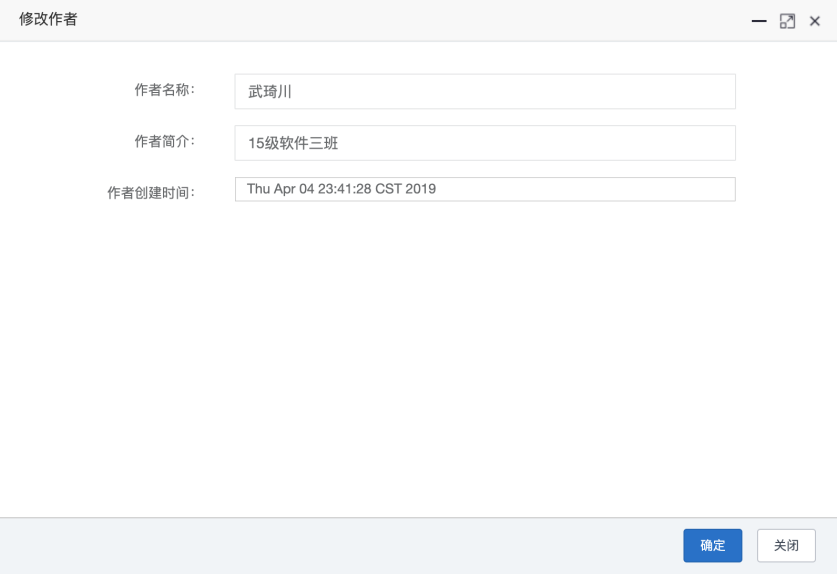 修改作者
作者名称：
武琦川
作者简介：
15级软件三班
作者创建时间：
Thu Apr 04 23:41:28 CST 2019
确定
关闭